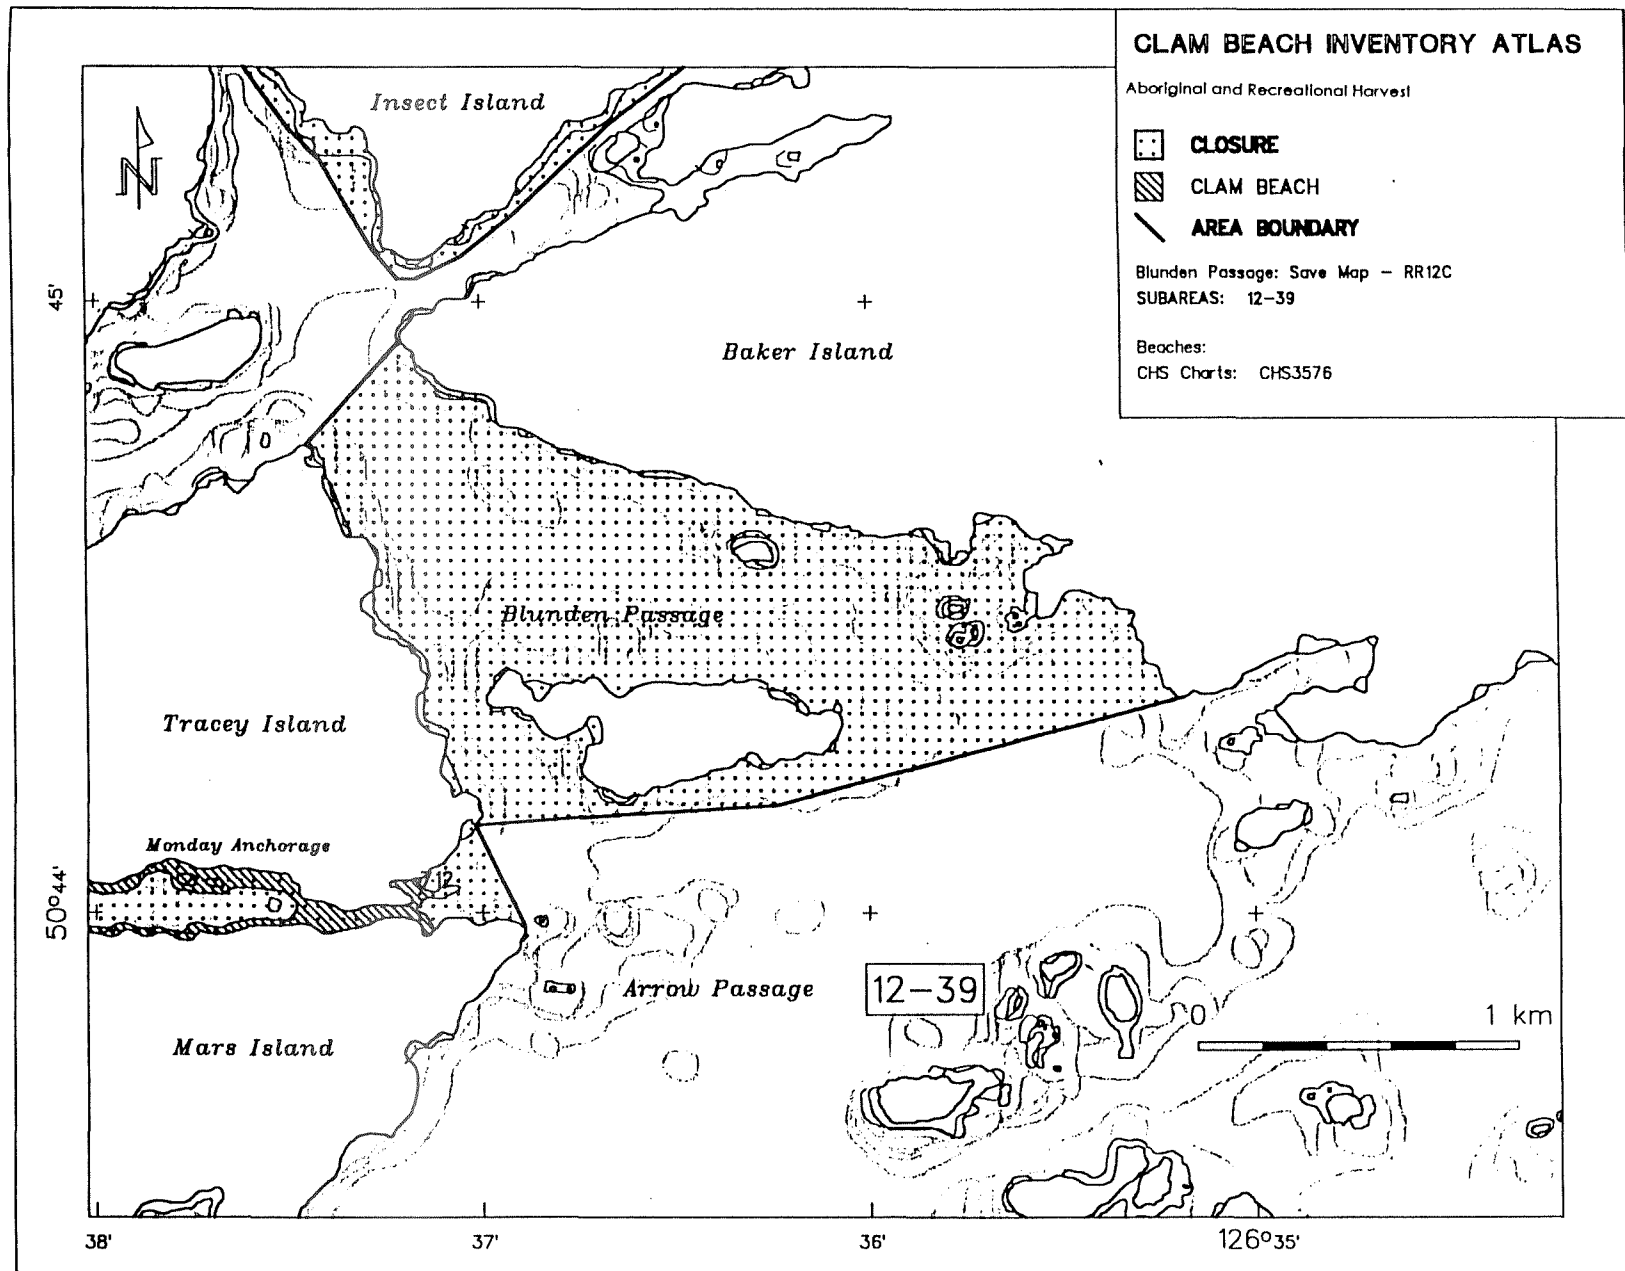 CLAM BEACH INVENTORY ATLAS
Aboriginal and Recreational Harvest
CLOSURE
CLAM BEACH
AREA BOUNDARY
Blunden Passage: Save Map - RR12C
SUBAREAS: 12-39
Beaches:
CHS Charts: CHS3576
Insect Island
N
45'
Baker Island
Blunden Passage
Tracey Island
Monday Anchorage
50°44'
12-39
Arrow Passage
0 1 km
Mars Island
38' 37' 36' 126°35'